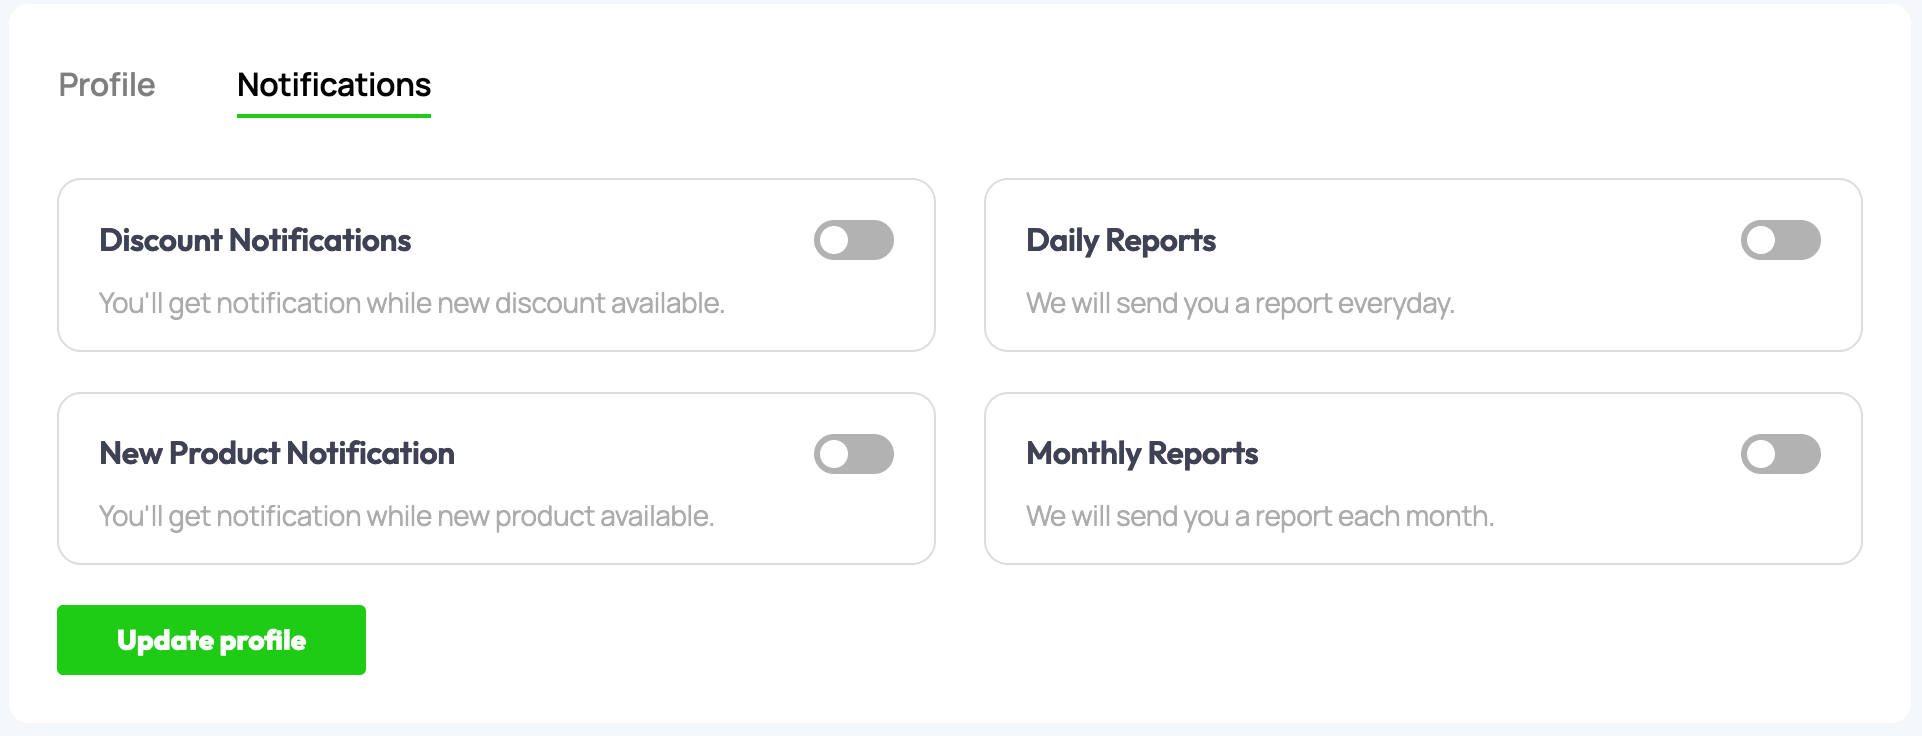 Profile
Notifications
Discount Notifications
You'll get notification while new discount available.
Daily Reports
We will send you a report everyday.
New Product Notification
You'll get notification while new product available.
Monthly Reports
We will send you a report each month.
Update profile